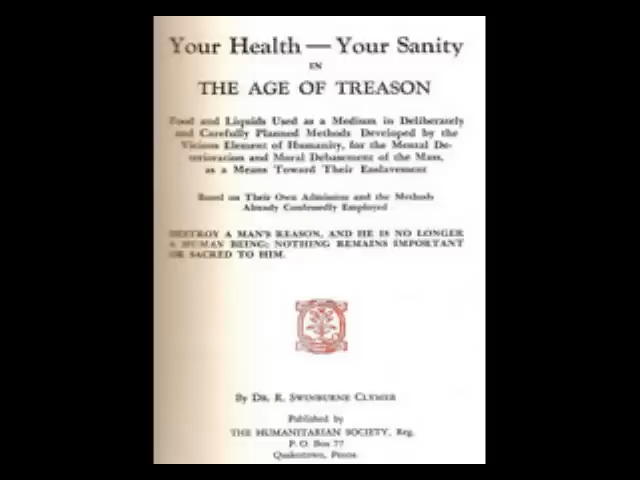 Your Health — Your Sanity
IN
THE AGE OF TREASON
Food and Liquids Used as a Medium in Deliberately
and Carefully Planned Methods Developed by the
Vicious Element of Humanity, for the Mental De-
terioration and Moral Debasement of the Mass,
as a Means Toward Their Enslavement
Based on Their Own Admission and the Methods
Already Confessedly Employed
DESTROY A MAN'S REASON, AND HE IS NO LONGER
A HUMAN BEING; NOTHING REMAINS IMPORTANT
OR SACRED TO HIM.
By DR. R. SWINBURNE CLYMER
Published by
THE HUMANITARIAN SOCIETY, Reg.
P. O. Box 77
Quakertown, Penna.